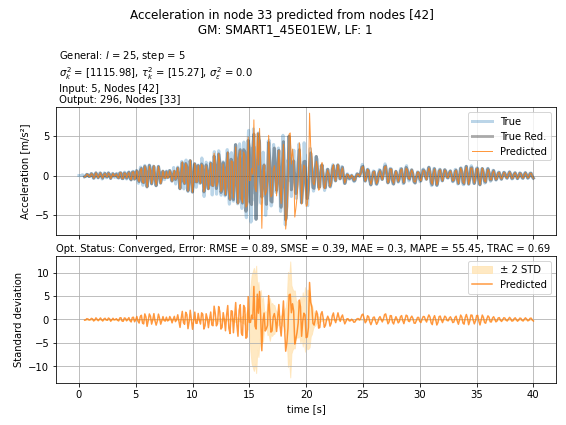 Acceleration in node 33 predicted from nodes [42]
GM: SMART1_45E01EW, LF: 1
General: l = 25, step = 5
σ²ₖ = [1115.98], τ²ₖ = [15.27], σ²ε = 0.0
Input: 5, Nodes [42]
Output: 296, Nodes [33]
Acceleration [m/s²]
5
0
−5
True
True Red.
Predicted
Opt. Status: Converged, Error: RMSE = 0.89, SMSE = 0.39, MAE = 0.3, MAPE = 55.45, TRAC = 0.69
Standard deviation
10
5
0
−5
−10
± 2 STD
Predicted
0 5 10 15 20 25 30 35 40
time [s]